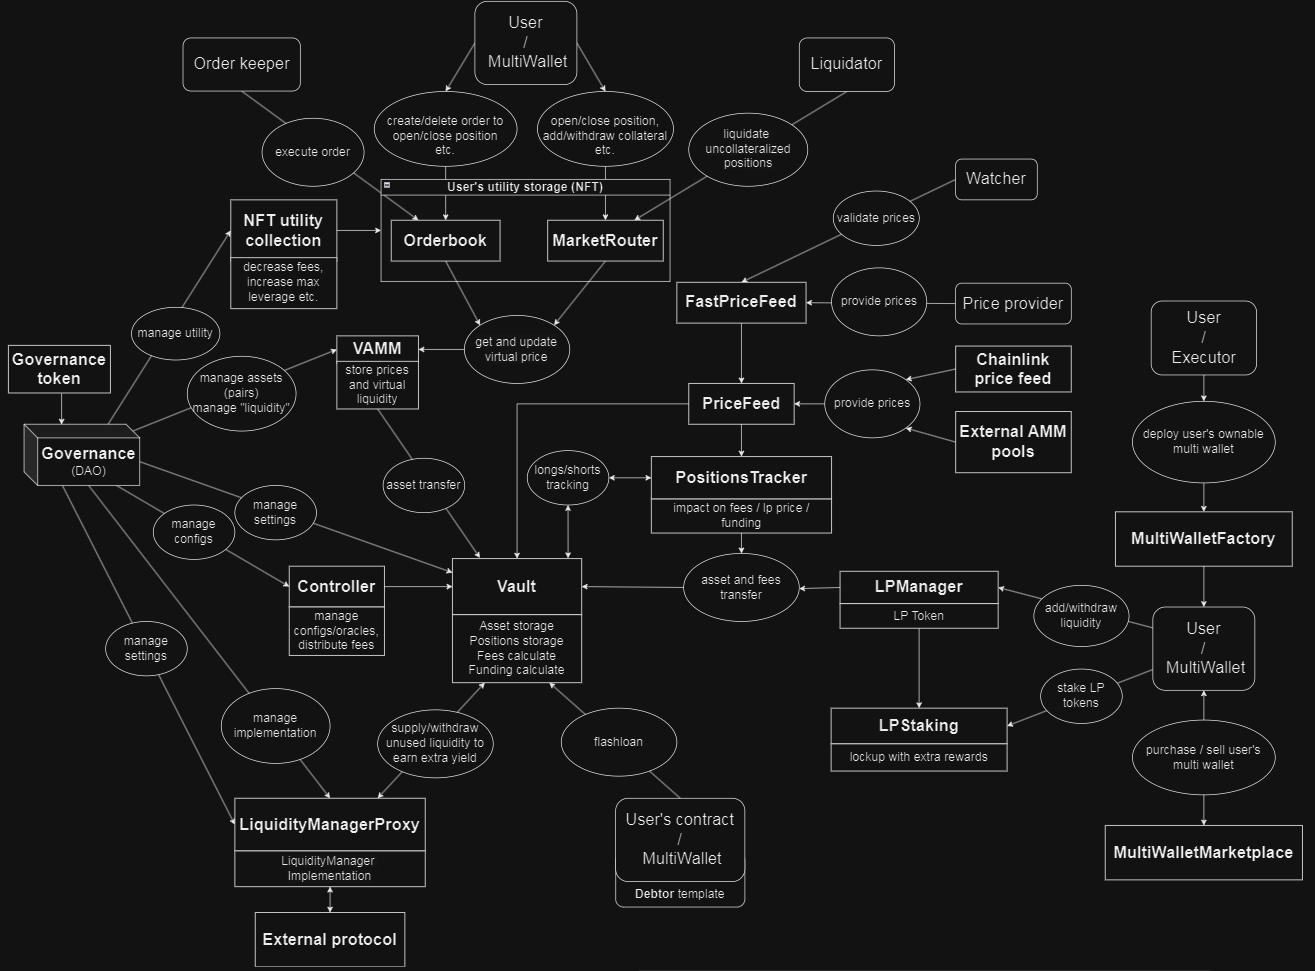 User
/
MultiWallet
Order keeper
Liquidator
create/delete order to
open/close position
etc.
open/close position,
add/withdraw collateral
etc.
liquidate
uncollateralized
positions
execute order
User's utility storage (NFT)
Watcher
validate prices
NFT utility
collection
decrease fees,
increase max
leverage etc.
Orderbook
MarketRouter
FastPriceFeed
provide prices
Price provider
manage utility
get and update
virtual price
User
/
Executor
Governance
token
VAMM
store prices
and virtual
liquidity
manage assets
(pairs)
manage "liquidity"
Chainlink
price feed
PriceFeed
provide prices
External AMM
pools
deploy user's ownable
multi wallet
Governance
(DAO)
asset transfer
longs/shorts
tracking
PositionsTracker
impact on fees / lp price /
funding
manage
settings
manage
configs
MultiWalletFactory
Controller
manage
configs/oracles,
distribute fees
Vault
Asset storage
Positions storage
Fees calculate
Funding calculate
asset and fees
transfer
LPManager
LP Token
add/withdraw
liquidity
User
/
MultiWallet
manage
settings
stake LP
tokens
manage
implementation
supply/withdraw
unused liquidity to
earn extra yield
flashloan
LPStaking
lockup with extra rewards
purchase / sell user's
multi wallet
LiquidityManagerProxy
LiquidityManager
Implementation
User's contract
/
MultiWallet
Debtor template
MultiWalletMarketplace
External protocol